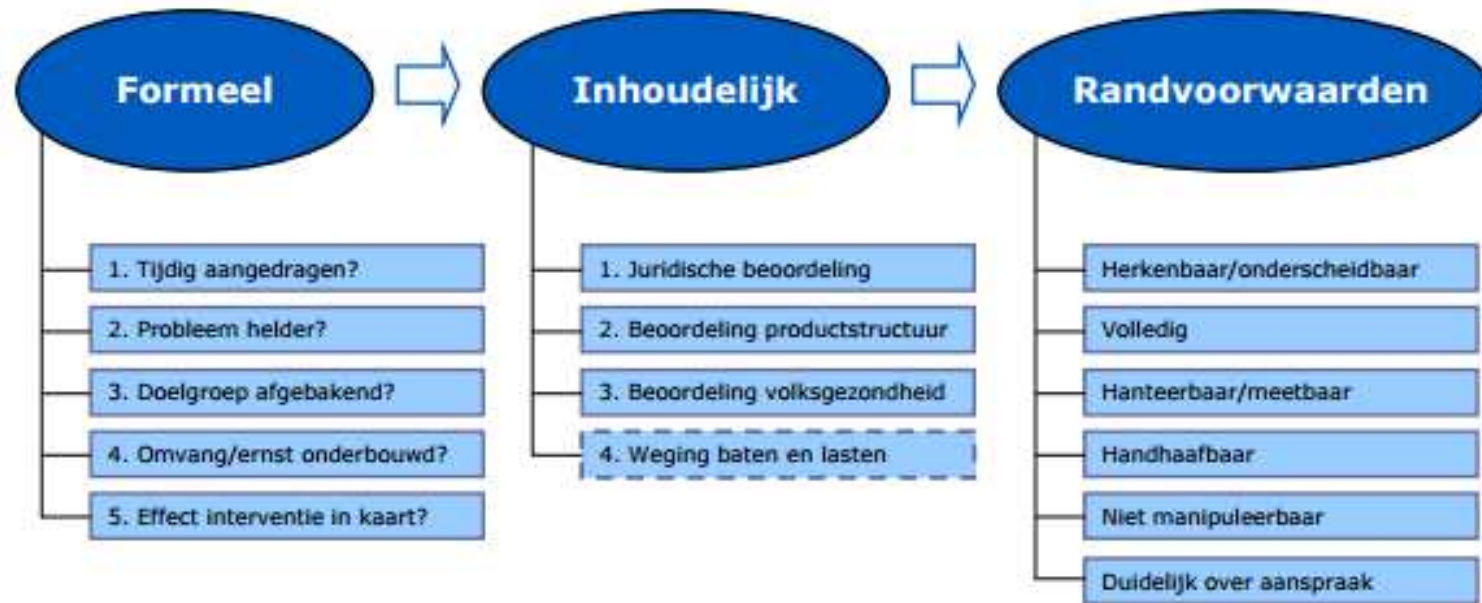 Formeel
Inhoudelijk
Randvoorwaarden
1. Tijdig aangedragen?
2. Probleem helder?
3. Doelgroep afgebakend?
4. Omvang/ernst onderbouwd?
5. Effect interventie in kaart?
1. Juridische beoordeling
2. Beoordeling productstructuur
3. Beoordeling volksgezondheid
4. Weging baten en lasten
Herkenbaar/onderscheidbaar
Volledig
Hanteerbaar/meetbaar
Handhaafbaar
Niet manipuleerbaar
Duidelijk over aanspraak